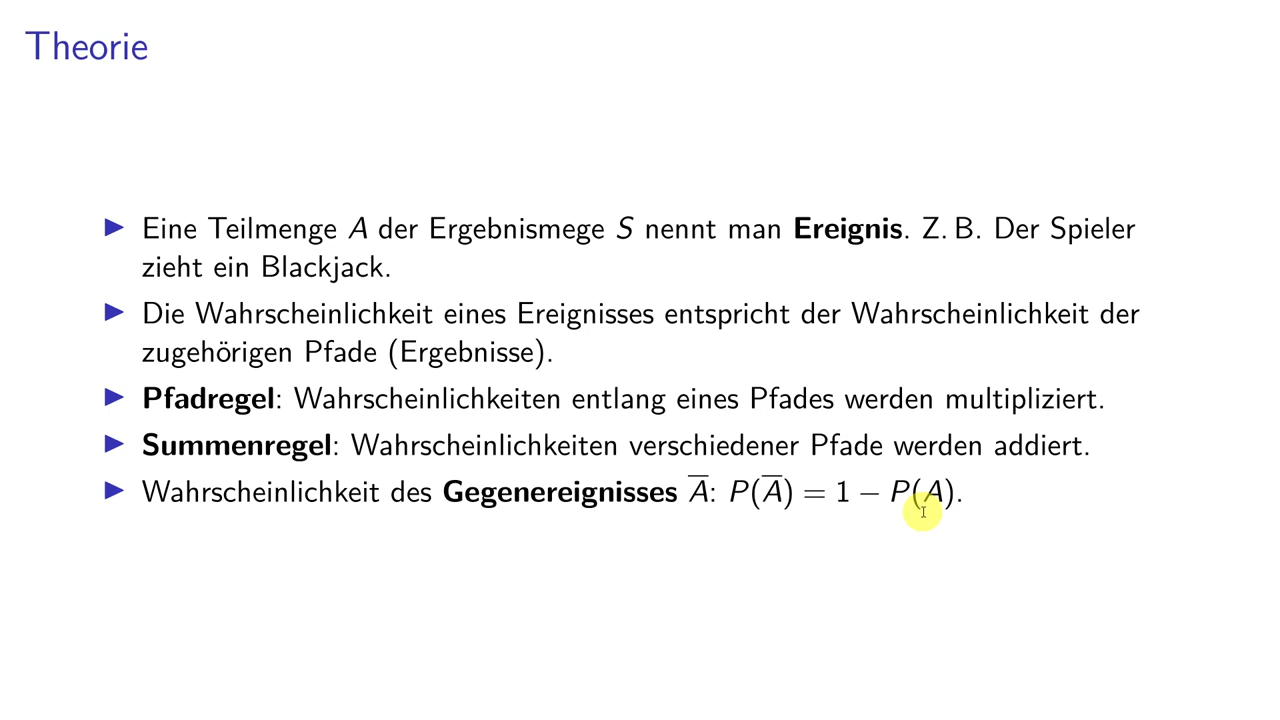 Theorie
▶ Eine Teilmenge A der Ergebnismege S nennt man Ereignis. Z. B. Der Spieler
zieht ein Blackjack.
▶ Die Wahrscheinlichkeit eines Ereignisses entspricht der Wahrscheinlichkeit der
zugehörigen Pfade (Ergebnisse).
▶ Pfadregel: Wahrscheinlichkeiten entlang eines Pfades werden multipliziert.
▶ Summenregel: Wahrscheinlichkeiten verschiedener Pfade werden addiert.
▶ Wahrscheinlichkeit des Gegenereignisses A̅: P(A̅) = 1 − P(A).